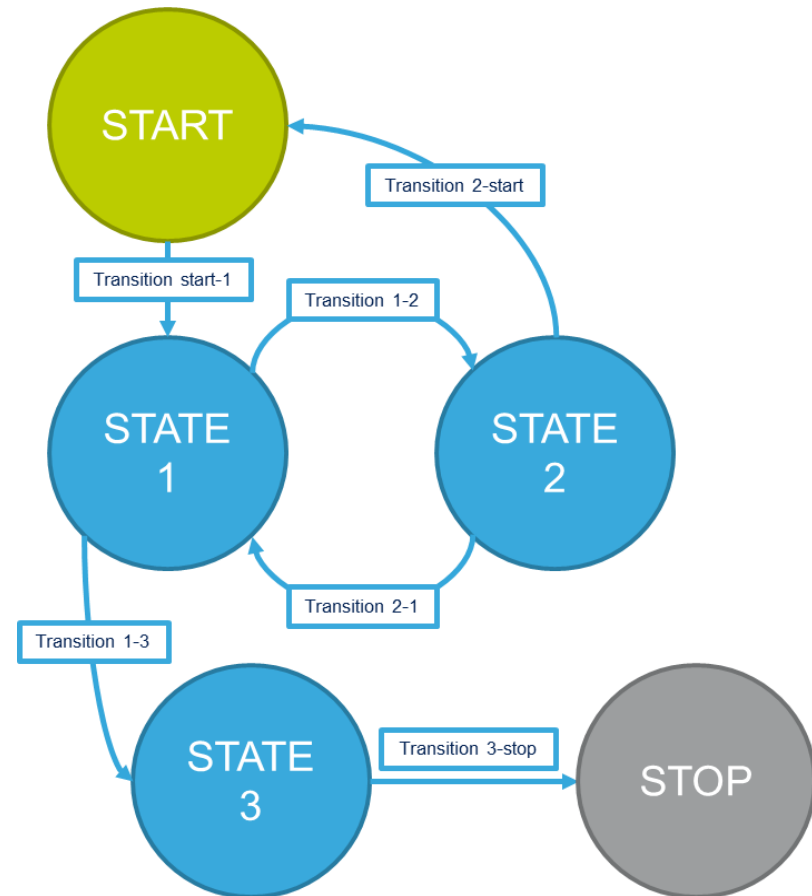 START
Transition 2-start
Transition start-1
Transition 1-2
STATE
1
STATE
2
Transition 2-1
Transition 1-3
STATE
3
Transition 3-stop
STOP